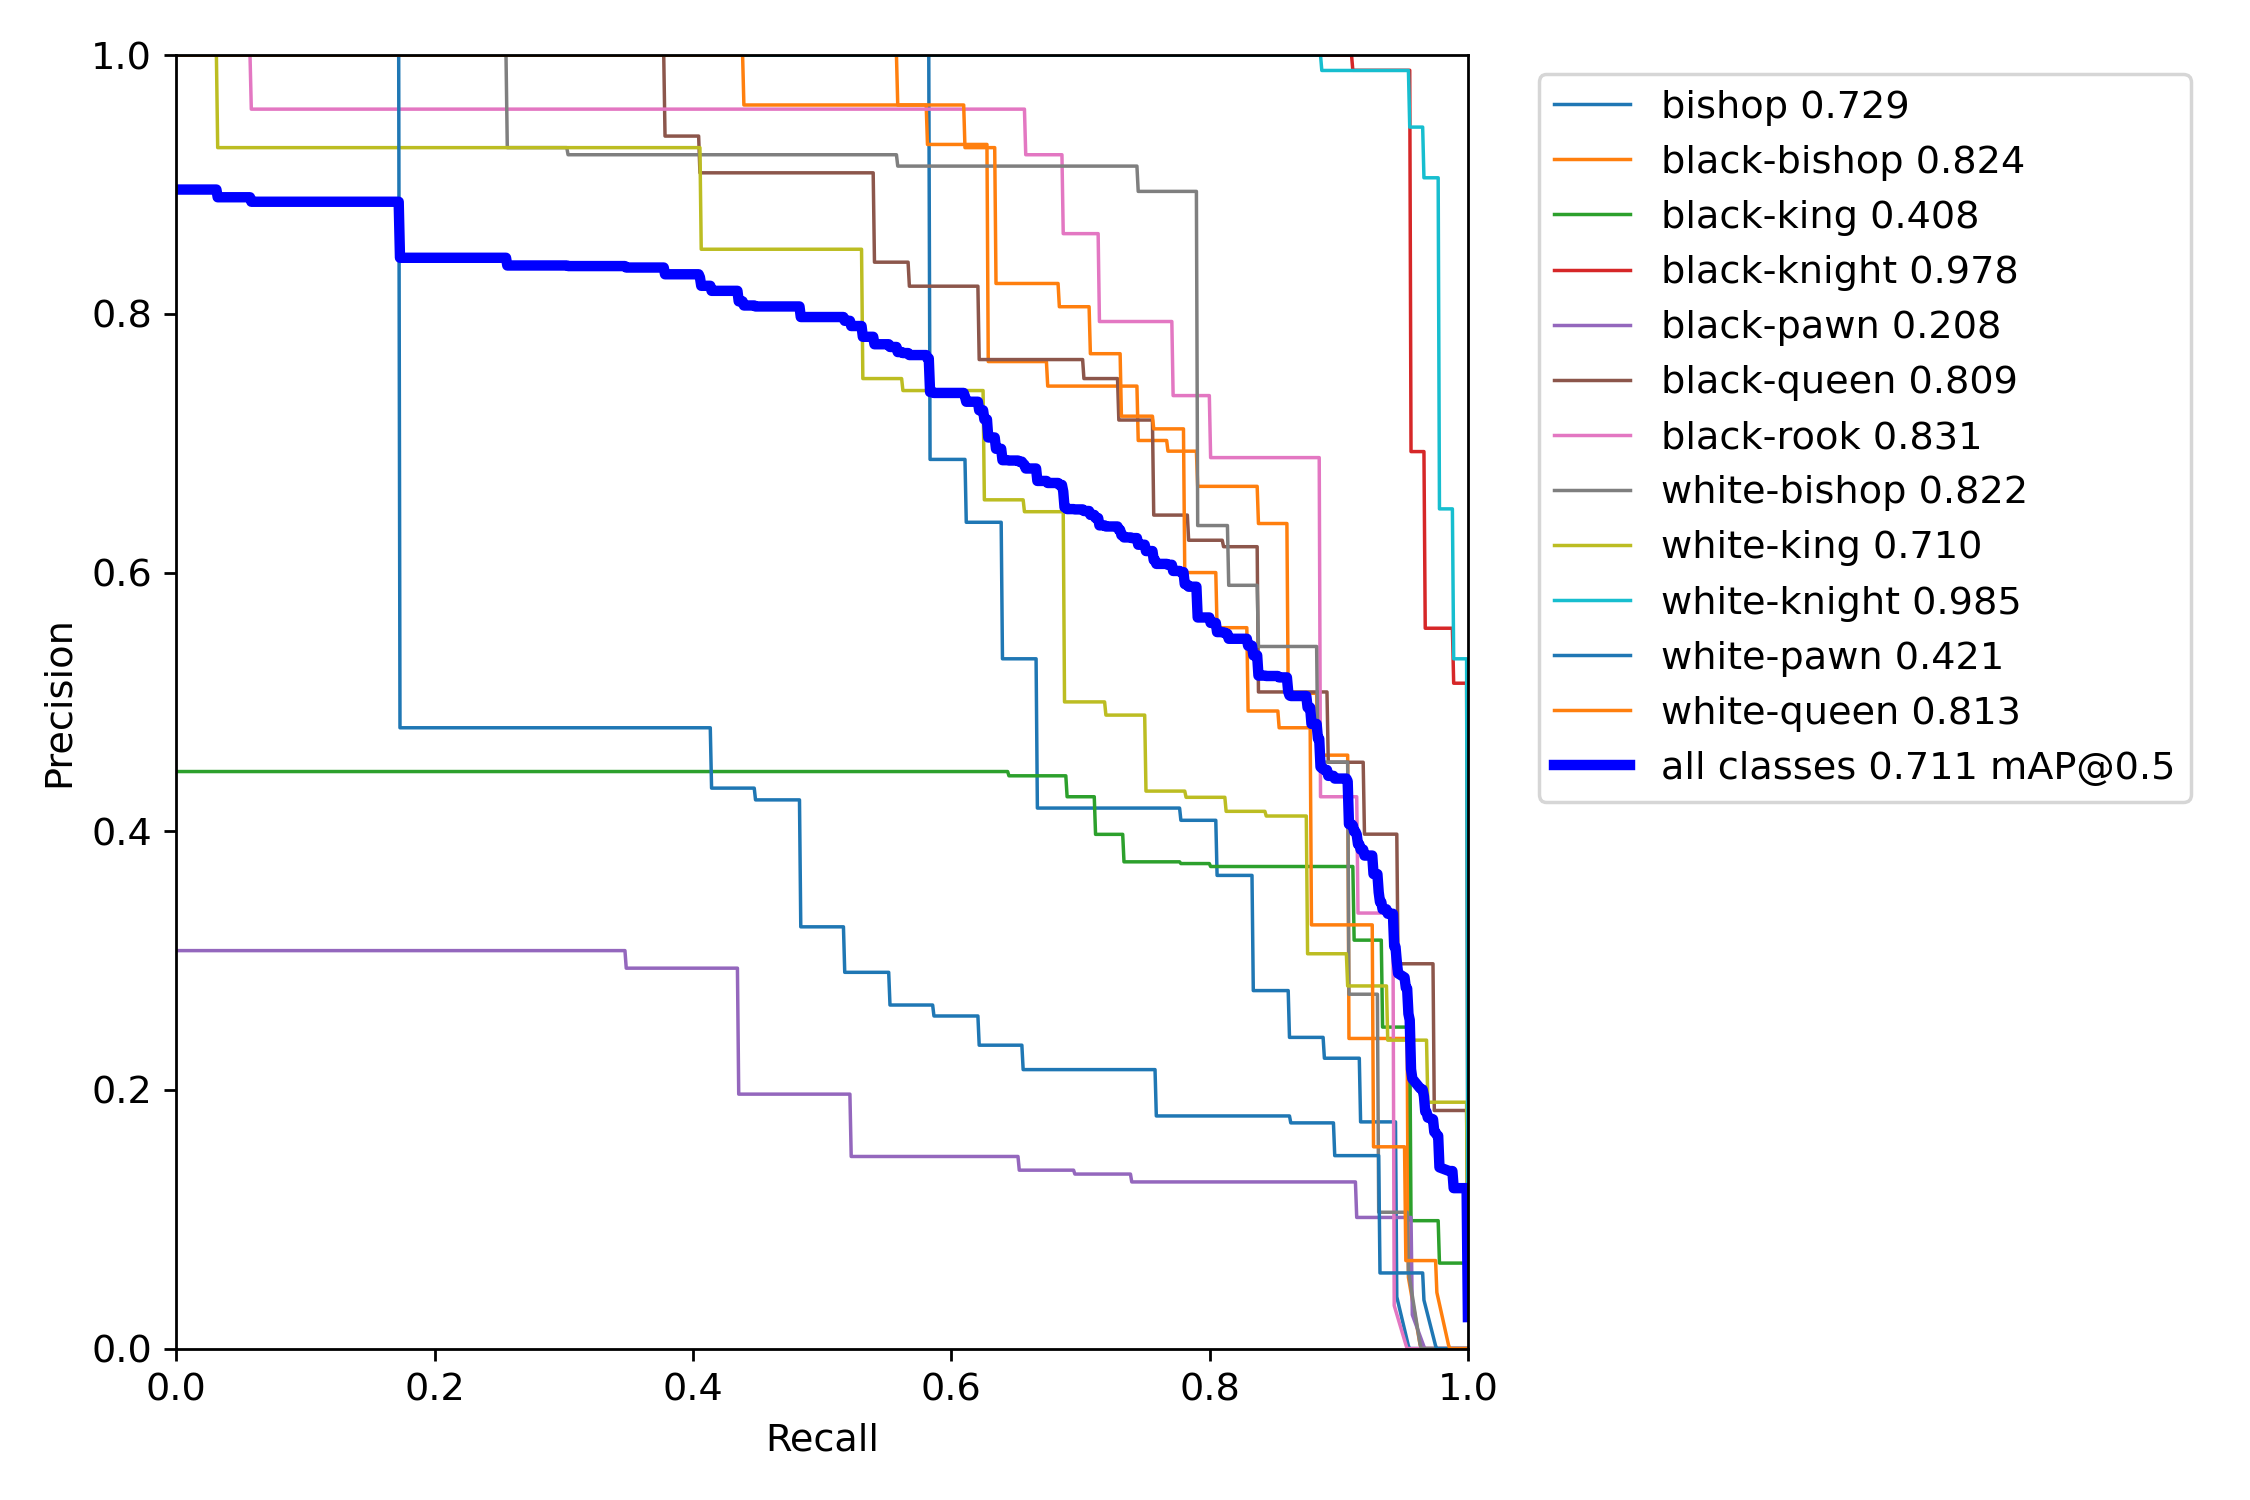 1.0
0.8
0.6
0.4
0.2
0.0
0.0 0.2 0.4 0.6 0.8 1.0
Precision
Recall
bishop 0.729
black-bishop 0.824
black-king 0.408
black-knight 0.978
black-pawn 0.208
black-queen 0.809
black-rook 0.831
white-bishop 0.822
white-king 0.710
white-knight 0.985
white-pawn 0.421
white-queen 0.813
all classes 0.711 mAP@0.5